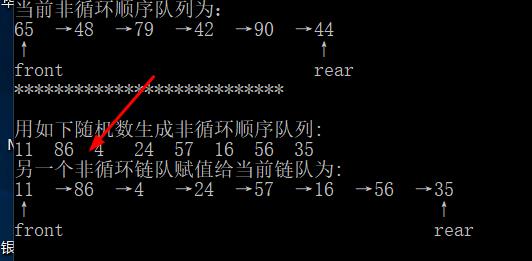 当前非循环顺序队列为:
65 →48 →79 →42 →90 →44
↑ ↑
front rear
***************************
用如下随机数生成非循环顺序队列:
11 86 4 24 57 16 56 35
另一个非循环链队赋值给当前链队为:
11 →86 →4 →24 →57 →16 →56 →35
↑ ↑
front rear
银